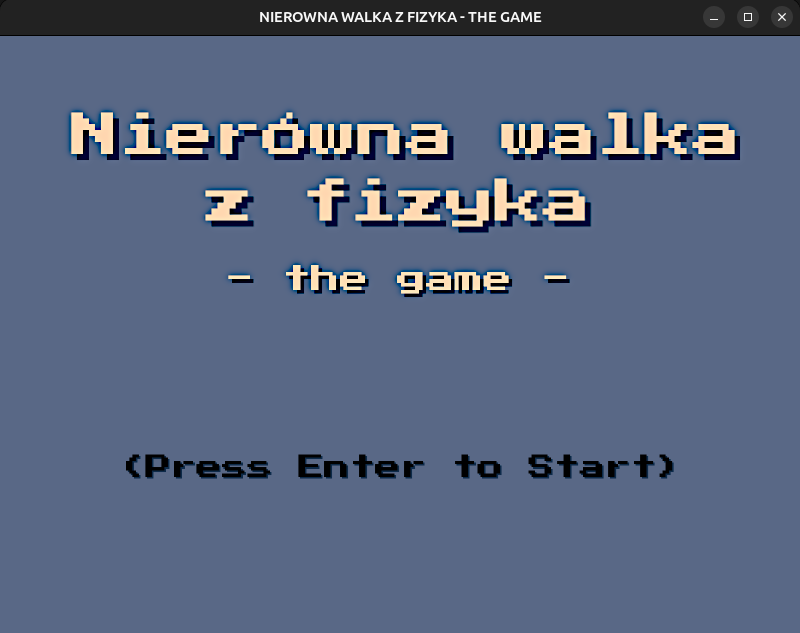 NIEROWNA WALKA Z FIZYKA - THE GAME
Nierówna walka
z fizyka
- the game -
(Press Enter to Start)